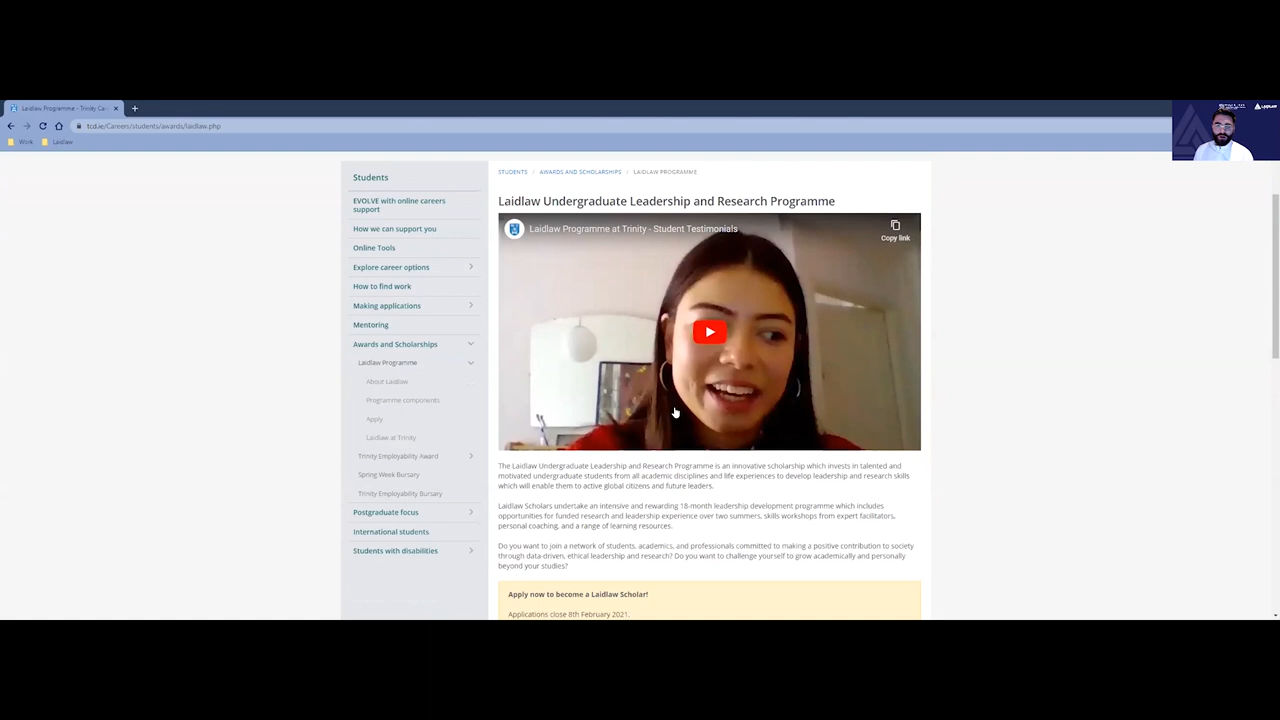 Laidlaw Programme - Trinity Ca
tcd.ie/Careers/students/awards/laidlaw.php
Work
Laidlaw
LAIDLAW
Students
EVOLVE with online careers
support
How we can support you
Online Tools
Explore career options
How to find work
Making applications
Mentoring
Awards and Scholarships
Laidlaw Programme
About Laidlaw
Programme components
Apply
Laidlaw at Trinity
Trinity Employability Award
Spring Week Bursary
Trinity Employability Bursary
Postgraduate focus
International students
Students with disabilities
STUDENTS / AWARDS AND SCHOLARSHIPS / LAIDLAW PROGRAMME
Laidlaw Undergraduate Leadership and Research Programme
Laidlaw Programme at Trinity - Student Testimonials
Copy link
The Laidlaw Undergraduate Leadership and Research Programme is an innovative scholarship which invests in talented and
motivated undergraduate students from all academic disciplines and life experiences to develop leadership and research skills
which will enable them to active global citizens and future leaders.
Laidlaw Scholars undertake an intensive and rewarding 18-month leadership development programme which includes
opportunities for funded research and leadership experience over two summers, skills workshops from expert facilitators,
personal coaching, and a range of learning resources.
Do you want to join a network of students, academics, and professionals committed to making a positive contribution to society
through data-driven, ethical leadership and research? Do you want to challenge yourself to grow academically and personally
beyond your studies?
Apply now to become a Laidlaw Scholar!
Applications close 8th February 2021.